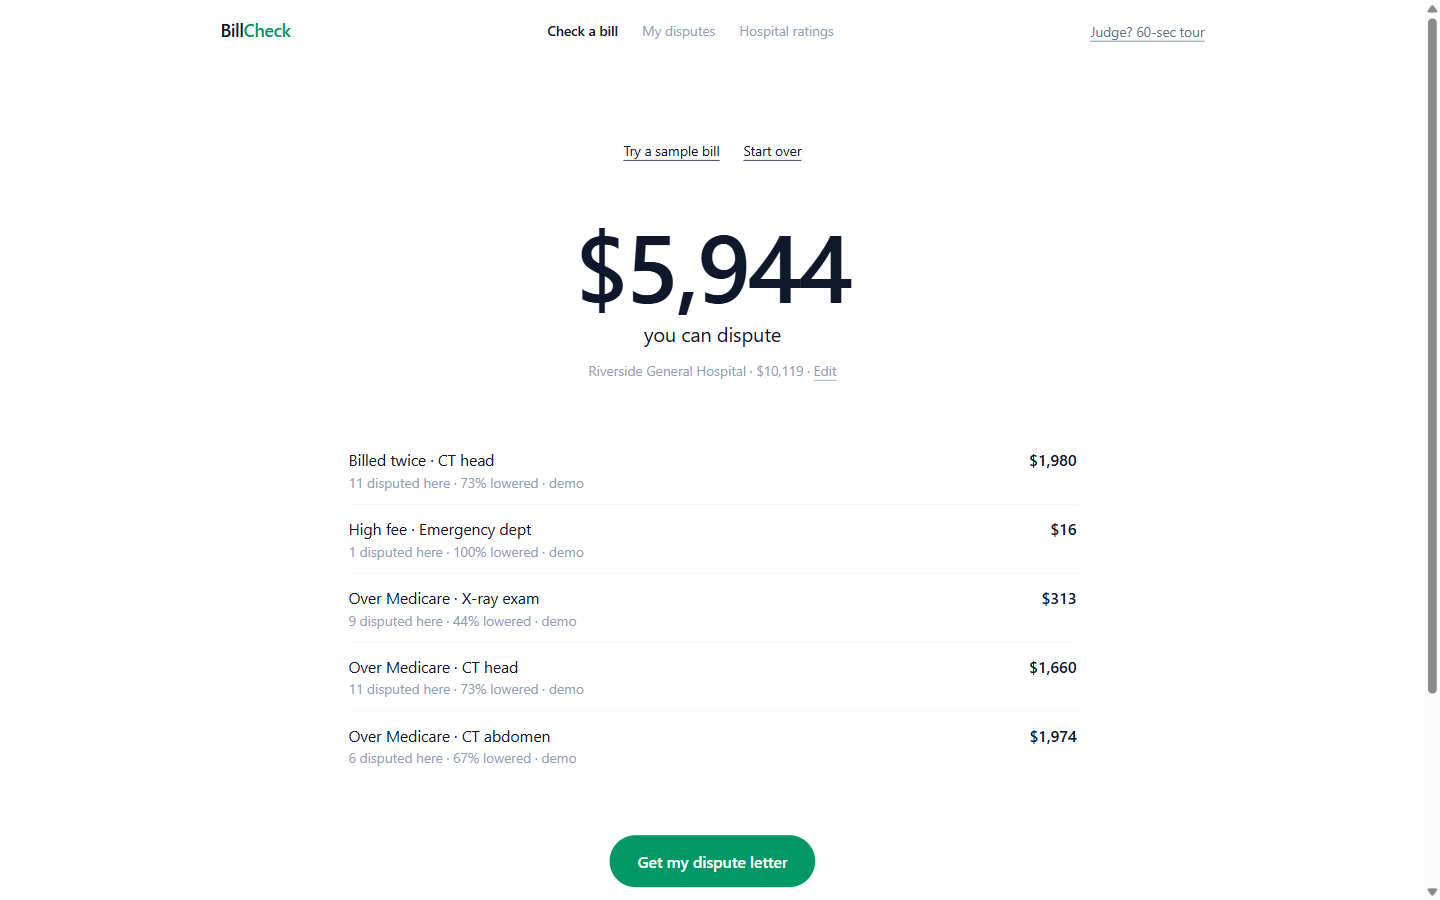 BillCheck
Check a bill
My disputes
Hospital ratings
Judge? 60-sec tour
Try a sample bill
Start over
$5,944
you can dispute
Riverside General Hospital · $10,119 · Edit
Billed twice · CT head
$1,980
11 disputed here · 73% lowered · demo
High fee · Emergency dept
$16
1 disputed here · 100% lowered · demo
Over Medicare · X-ray exam
$313
9 disputed here · 44% lowered · demo
Over Medicare · CT head
$1,660
11 disputed here · 73% lowered · demo
Over Medicare · CT abdomen
$1,974
6 disputed here · 67% lowered · demo
Get my dispute letter